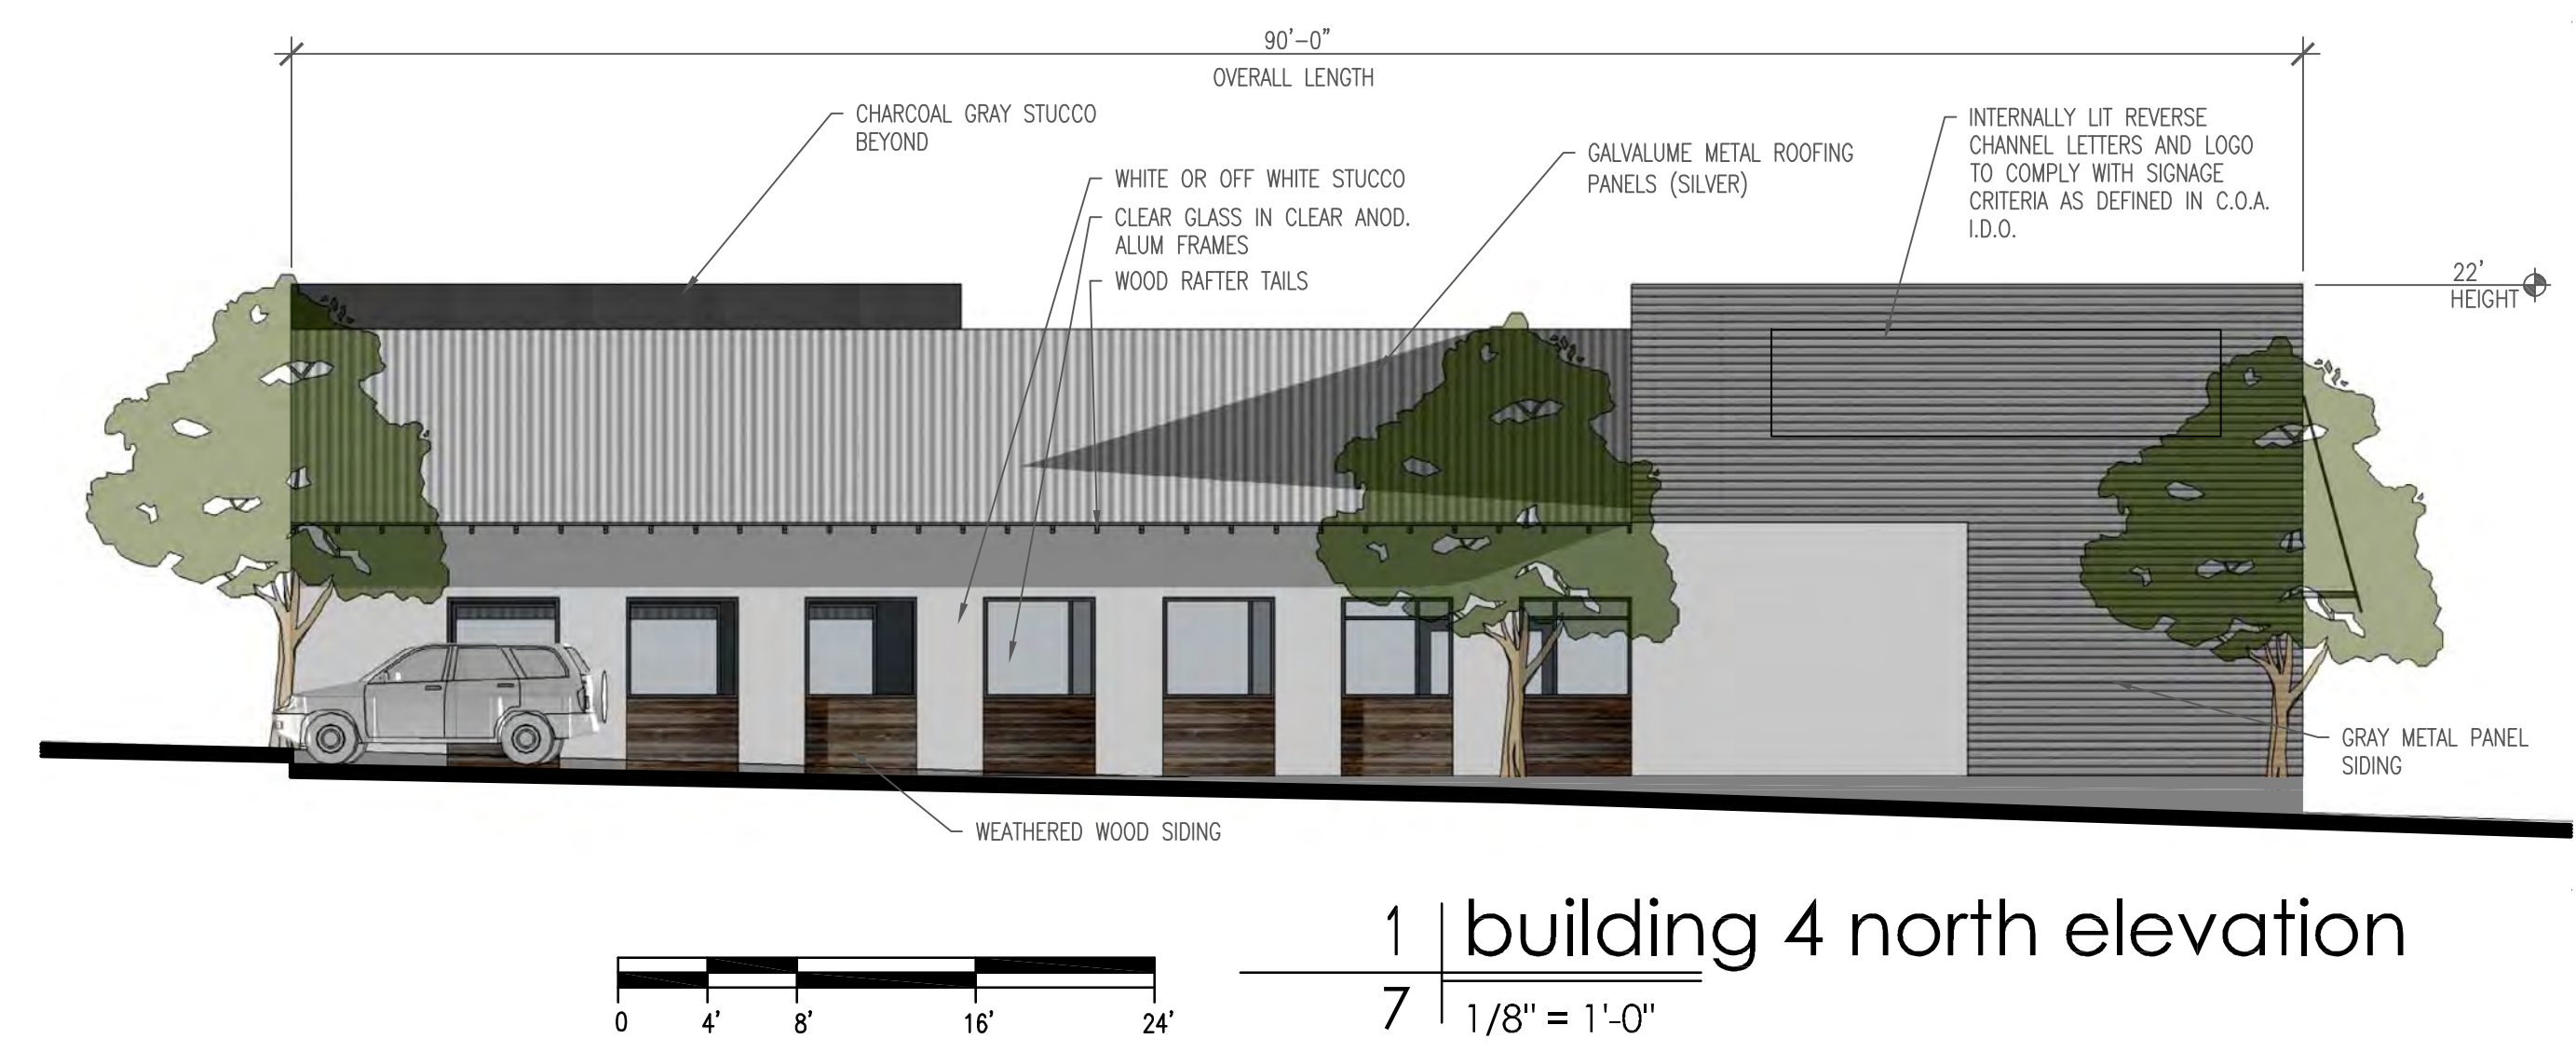 90'-0"
OVERALL LENGTH
CHARCOAL GRAY STUCCO
BEYOND
WHITE OR OFF WHITE STUCCO
CLEAR GLASS IN CLEAR ANOD.
ALUM FRAMES
WOOD RAFTER TAILS
GALVALUME METAL ROOFING
PANELS (SILVER)
INTERNALLY LIT REVERSE
CHANNEL LETTERS AND LOGO
TO COMPLY WITH SIGNAGE
CRITERIA AS DEFINED IN C.O.A.
I.D.O.
22'
HEIGHT
GRAY METAL PANEL
SIDING
WEATHERED WOOD SIDING
0 4' 8' 16' 24'
1
7
building 4 north elevation
1/8" = 1'-0"